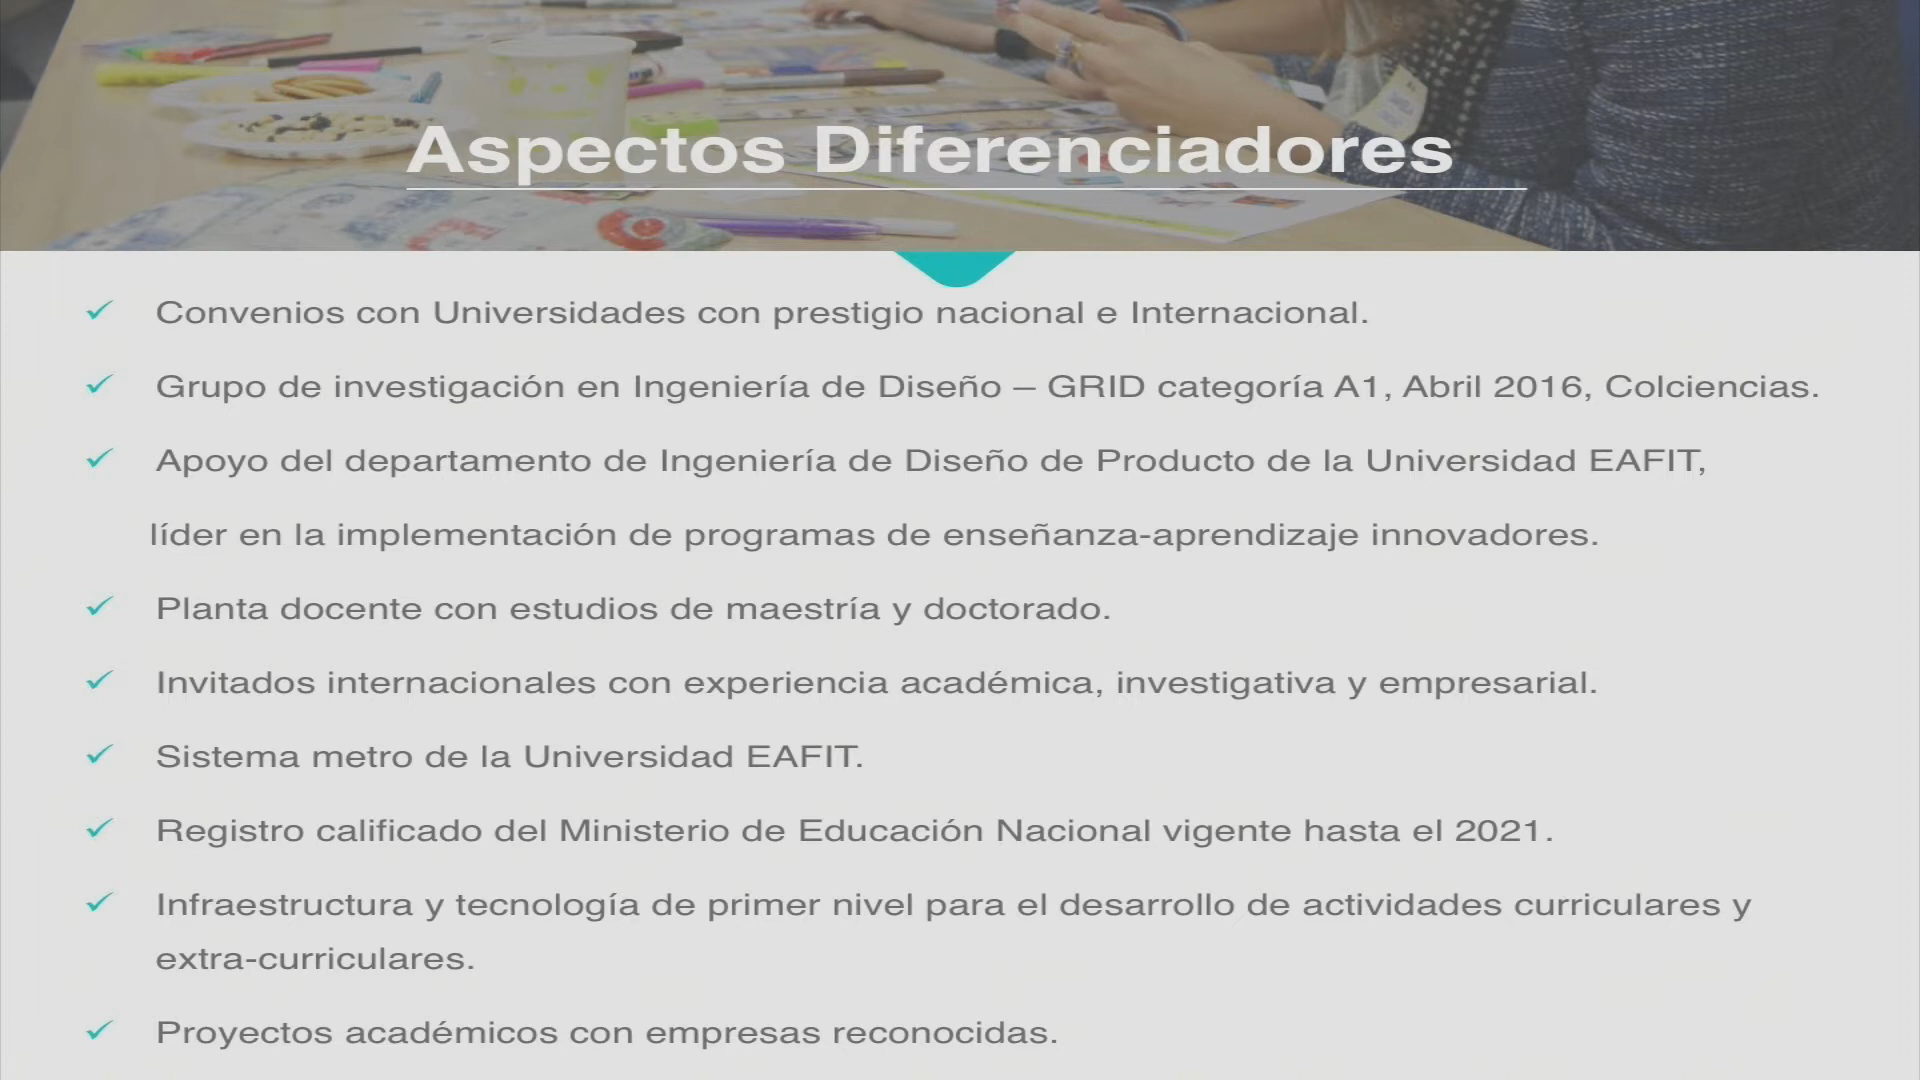 Aspectos Diferenciadores
Convenios con Universidades con prestigio nacional e Internacional.
Grupo de investigación en Ingeniería de Diseño – GRID categoría A1, Abril 2016, Colciencias.
Apoyo del departamento de Ingeniería de Diseño de Producto de la Universidad EAFIT,
líder en la implementación de programas de enseñanza-aprendizaje innovadores.
Planta docente con estudios de maestría y doctorado.
Invitados internacionales con experiencia académica, investigativa y empresarial.
Sistema metro de la Universidad EAFIT.
Registro calificado del Ministerio de Educación Nacional vigente hasta el 2021.
Infraestructura y tecnología de primer nivel para el desarrollo de actividades curriculares y
extra-curriculares.
Proyectos académicos con empresas reconocidas.